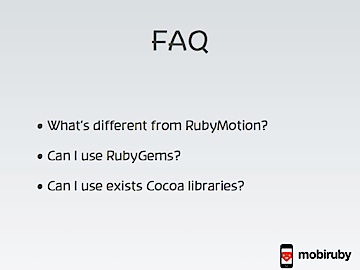 FAQ
• What's different from RubyMotion?
• Can I use RubyGems?
• Can I use exists Cocoa libraries?
mobiruby